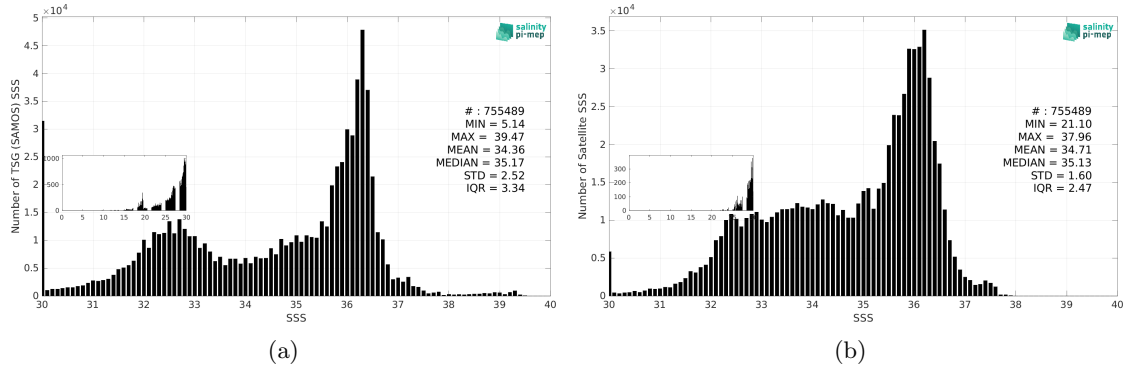 ×10⁴
5
4.5
4
3.5
3
2.5
2
1.5
1
0.5
0
Number of TSG (SAMOS) SSS
salinity
pi-mep
# : 755489
MIN = 5.14
MAX = 39.47
MEAN = 34.36
MEDIAN = 35.17
STD = 2.52
IQR = 3.34
1000
500
0
0 5 10 15 20 25 30
30 31 32 33 34 35 36 37 38 39 40
SSS
(a)
×10⁴
3.5
3
2.5
2
1.5
1
0.5
0
Number of Satellite SSS
salinity
pi-mep
# : 755489
MIN = 21.10
MAX = 37.96
MEAN = 34.71
MEDIAN = 35.13
STD = 1.60
IQR = 2.47
300
200
100
0
0 5 10 15 20 25 30
30 31 32 33 34 35 36 37 38 39 40
SSS
(b)